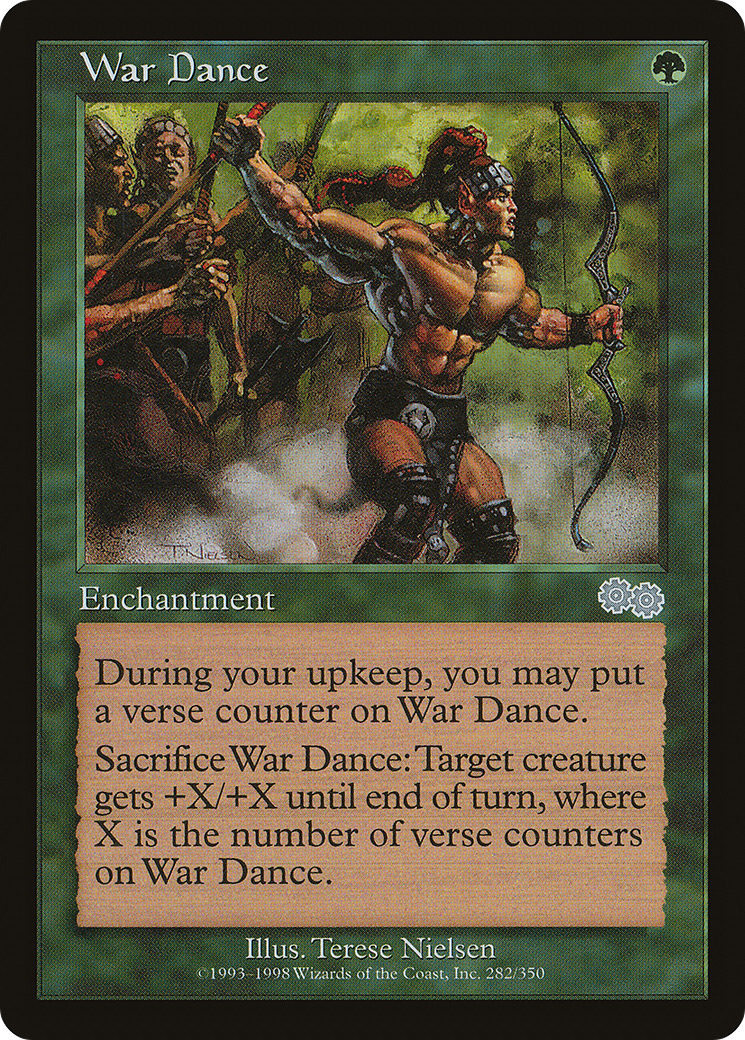 War Dance
T. Nielsen
Enchantment
During your upkeep, you may put
a verse counter on War Dance.
Sacrifice War Dance: Target creature
gets +X/+X until end of turn, where
X is the number of verse counters
on War Dance.
Illus. Terese Nielsen
©1993–1998 Wizards of the Coast, Inc. 282/350